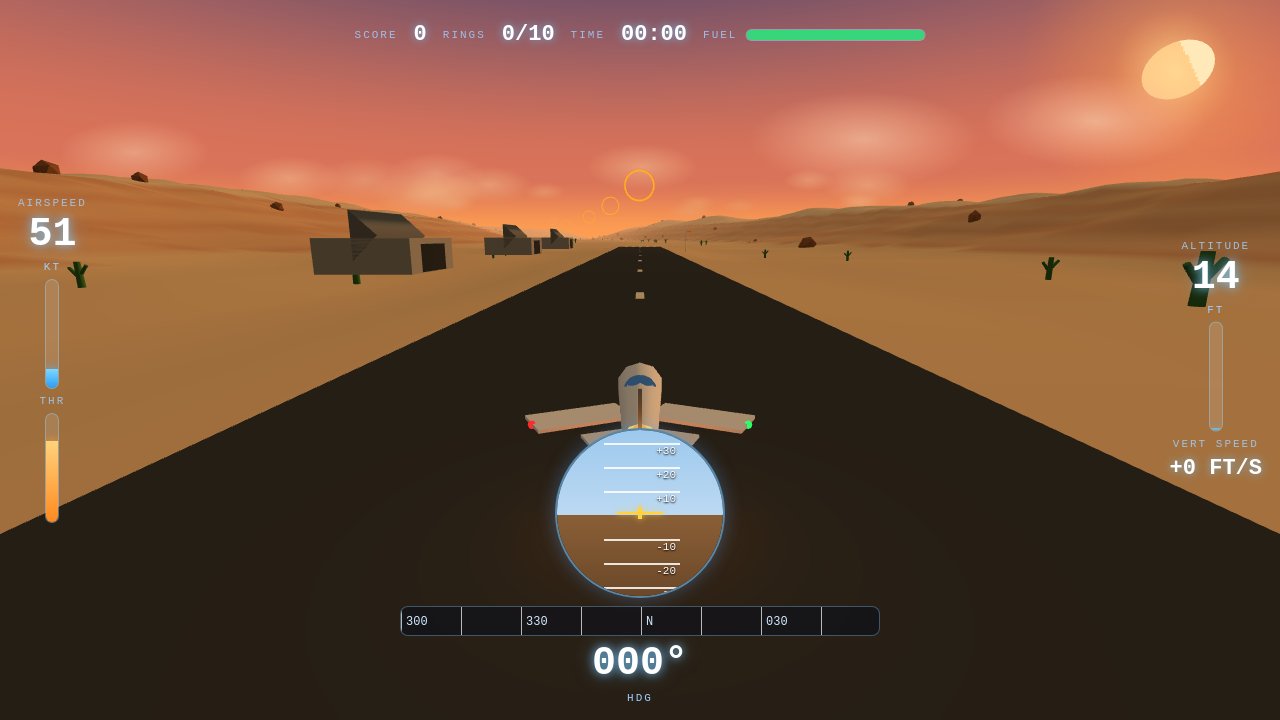 SCORE 0 RINGS 0/10 TIME 00:00 FUEL
AIRSPEED
51
KT
THR
ALTITUDE
14
FT
VERT SPEED
+0 FT/S
+30
+20
+10
-10
-20
300 330 N 030
000°
HDG